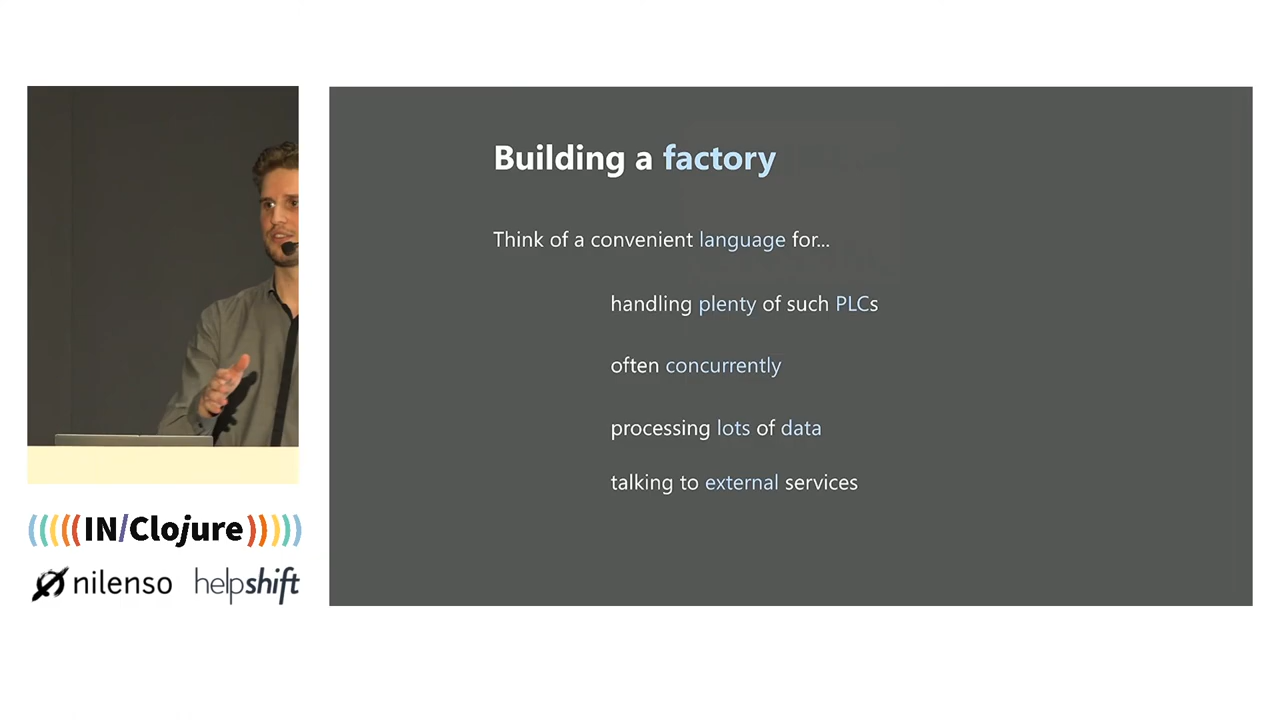 Building a factory
Think of a convenient language for...
handling plenty of such PLCs
often concurrently
processing lots of data
talking to external services
(((((IN/Clojure)))))
nilenso helpshift